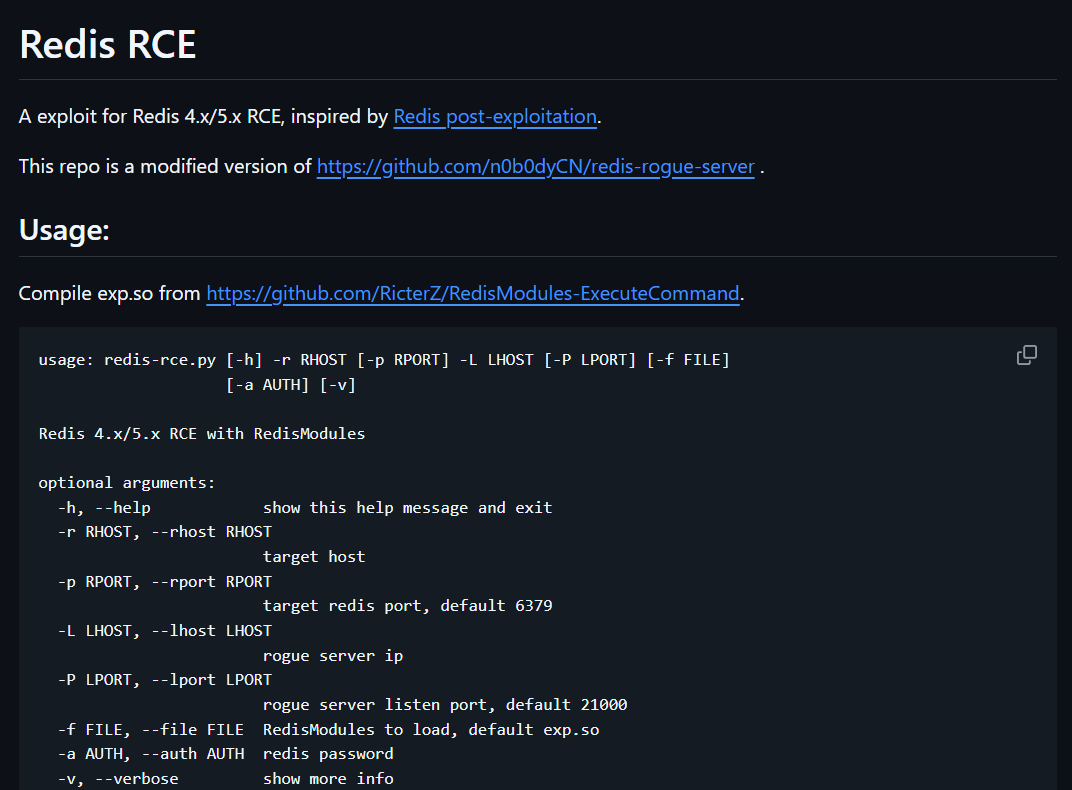 Redis RCE
A exploit for Redis 4.x/5.x RCE, inspired by Redis post-exploitation.
This repo is a modified version of https://github.com/n0b0dyCN/redis-rogue-server .
Usage:
Compile exp.so from https://github.com/RicterZ/RedisModules-ExecuteCommand.
usage: redis-rce.py [-h] -r RHOST [-p RPORT] -L LHOST [-P LPORT] [-f FILE]
                    [-a AUTH] [-v]
Redis 4.x/5.x RCE with RedisModules
optional arguments:
  -h, --help            show this help message and exit
  -r RHOST, --rhost RHOST
                        target host
  -p RPORT, --rport RPORT
                        target redis port, default 6379
  -L LHOST, --lhost LHOST
                        rogue server ip
  -P LPORT, --lport LPORT
                        rogue server listen port, default 21000
  -f FILE, --file FILE  RedisModules to load, default exp.so
  -a AUTH, --auth AUTH  redis password
  -v, --verbose         show more info